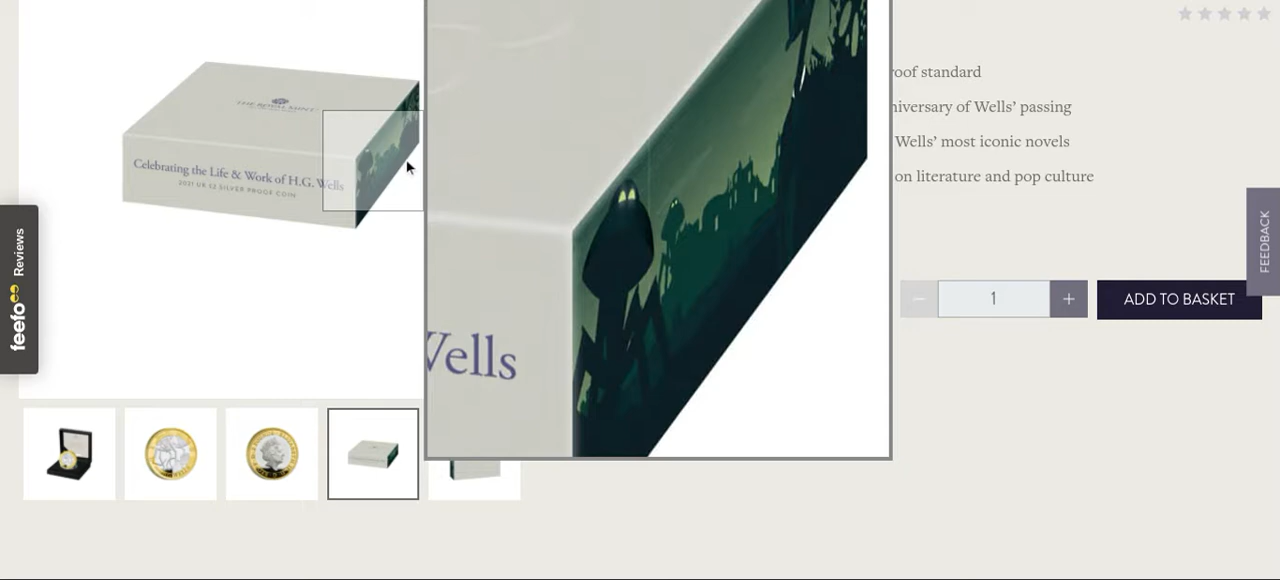 THE ROYAL MINT
Celebrating the Life & Work of H.G. Wells
2021 UK £2 SILVER PROOF COIN
Wells
roof standard
niversary of Wells’ passing
Wells’ most iconic novels
on literature and pop culture
1
ADD TO BASKET
FEEDBACK
feefo Reviews